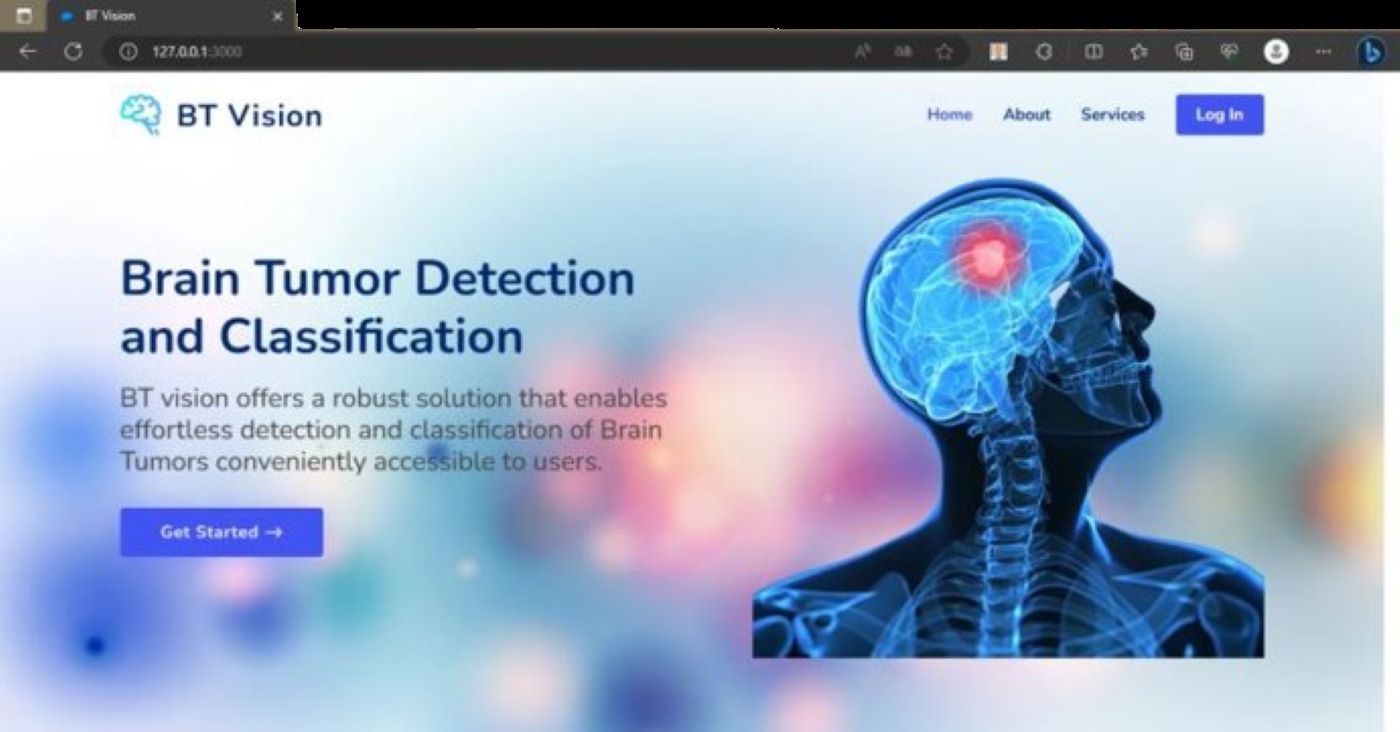 BT Vision
127.0.0.1:3000
BT Vision
Home About Services Log In
Brain Tumor Detection
and Classification
BT vision offers a robust solution that enables
effortless detection and classification of Brain
Tumors conveniently accessible to users.
Get Started →